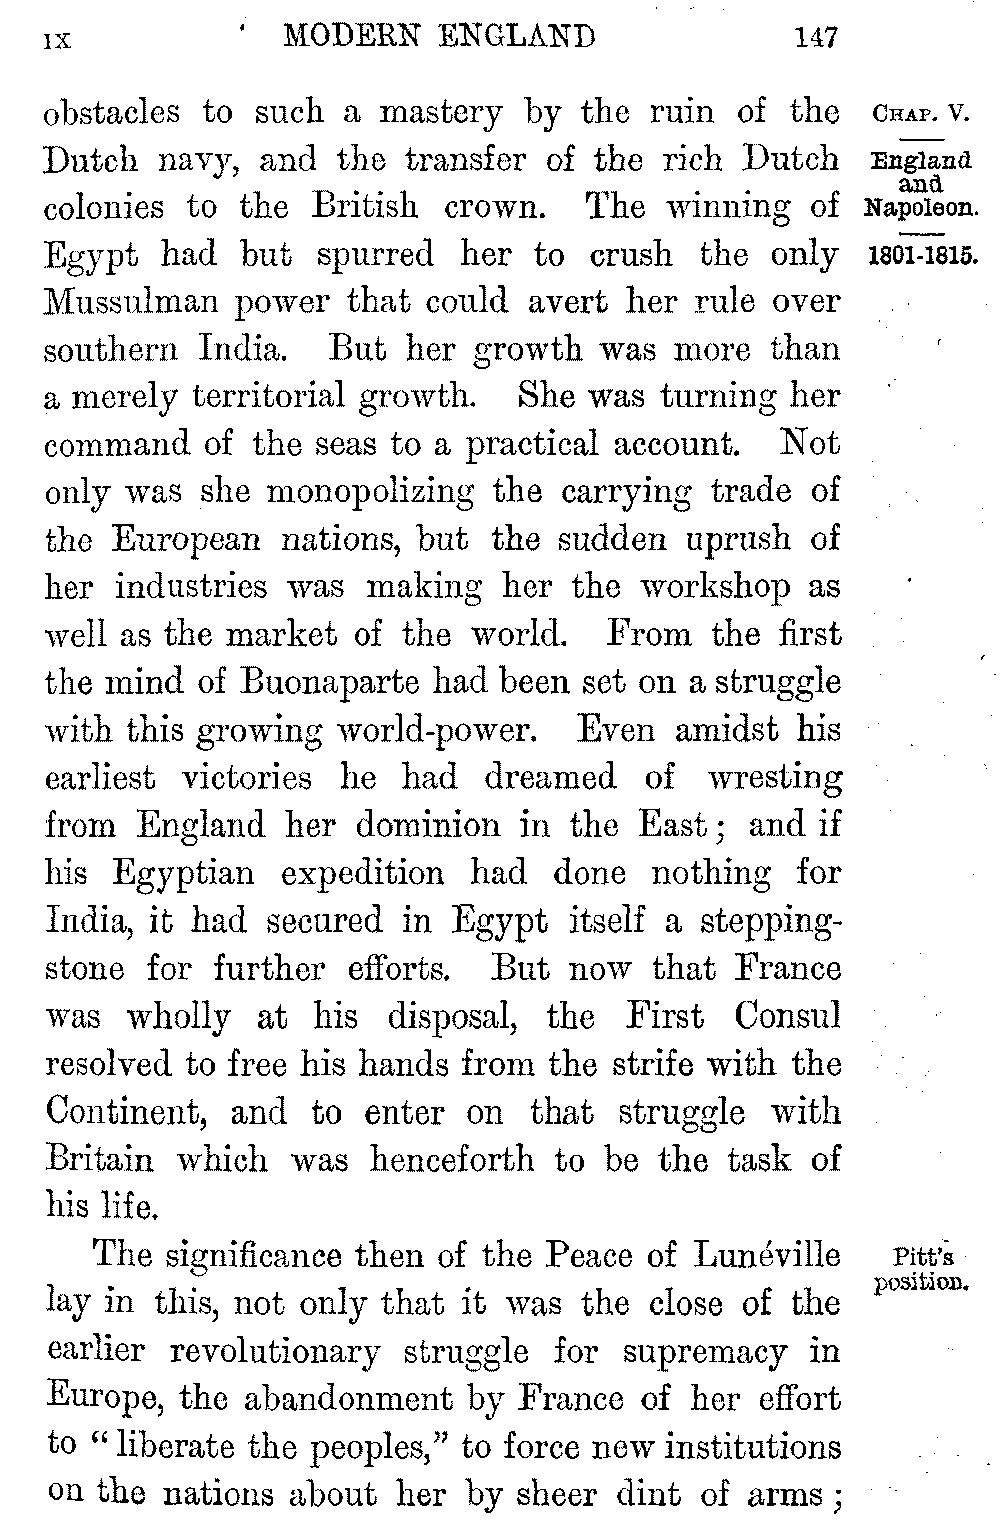 IX MODERN ENGLAND 147
obstacles to such a mastery by the ruin of the
Dutch navy, and the transfer of the rich Dutch
colonies to the British crown. The winning of
Egypt had but spurred her to crush the only
Mussulman power that could avert her rule over
southern India. But her growth was more than
a merely territorial growth. She was turning her
command of the seas to a practical account. Not
only was she monopolizing the carrying trade of
the European nations, but the sudden uprush of
her industries was making her the workshop as
well as the market of the world. From the first
the mind of Buonaparte had been set on a struggle
with this growing world-power. Even amidst his
earliest victories he had dreamed of wresting
from England her dominion in the East; and if
his Egyptian expedition had done nothing for
India, it had secured in Egypt itself a stepping-
stone for further efforts. But now that France
was wholly at his disposal, the First Consul
resolved to free his hands from the strife with the
Continent, and to enter on that struggle with
Britain which was henceforth to be the task of
his life.
The significance then of the Peace of Lunéville
lay in this, not only that it was the close of the
earlier revolutionary struggle for supremacy in
Europe, the abandonment by France of her effort
to “liberate the peoples,” to force new institutions
on the nations about her by sheer dint of arms;
CHAP. V.
England
and
Napoleon.
1801-1815.
Pitt's
position.